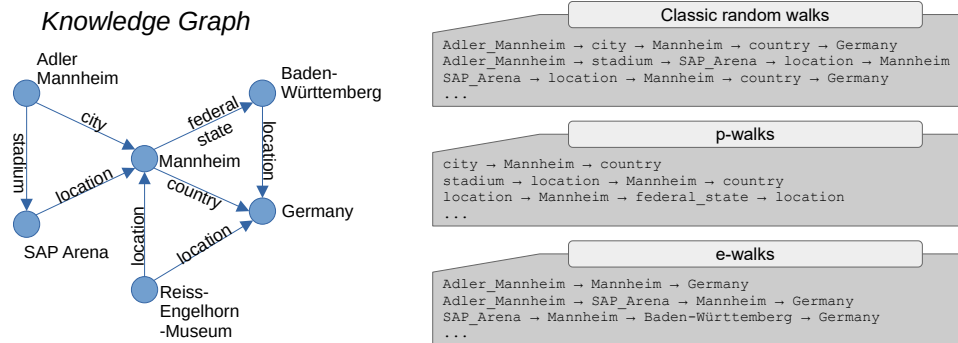 Knowledge Graph
Adler
Mannheim
Baden-
Württemberg
city
federal
state
stadium
location
Mannheim
location
country
Germany
SAP Arena
location
location
Reiss-
Engelhorn
-Museum
Classic random walks
Adler_Mannheim → city → Mannheim → country → Germany
Adler_Mannheim → stadium → SAP_Arena → location → Mannheim
SAP_Arena → location → Mannheim → country → Germany
...
p-walks
city → Mannheim → country
stadium → location → Mannheim → country
location → Mannheim → federal_state → location
...
e-walks
Adler_Mannheim → Mannheim → Germany
Adler_Mannheim → SAP_Arena → Mannheim → Germany
SAP_Arena → Mannheim → Baden-Württemberg → Germany
...